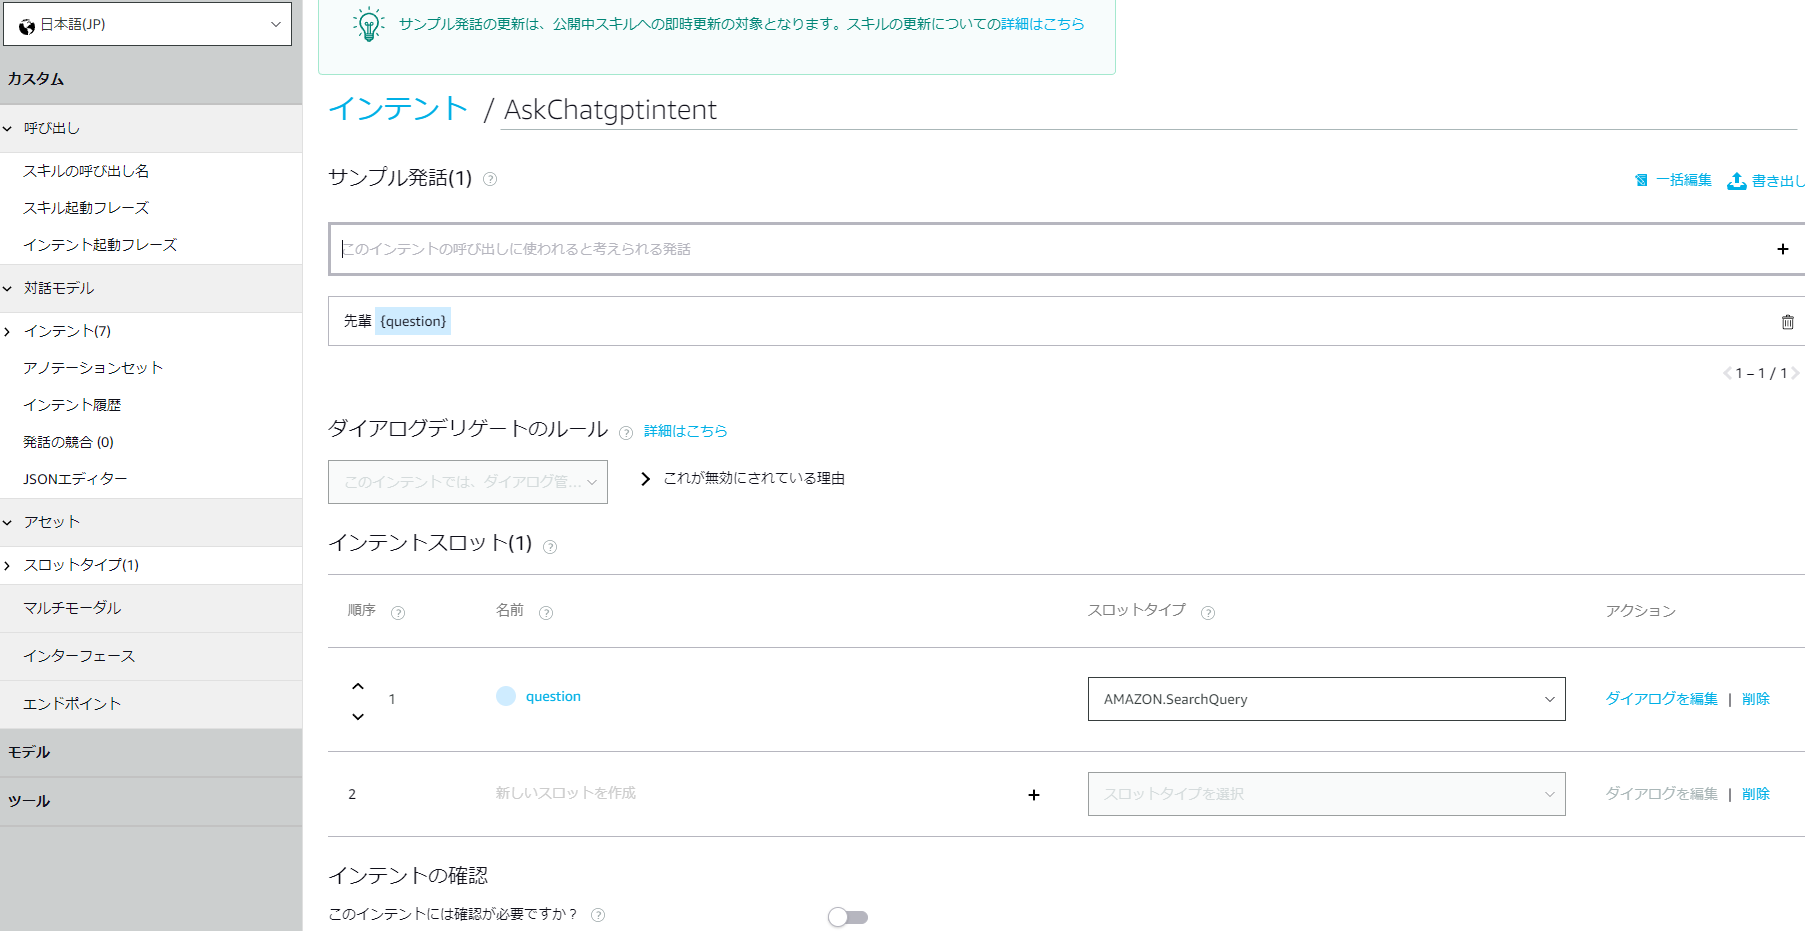 日本語(JP)
カスタム
呼び出し
スキルの呼び出し名
スキル起動フレーズ
インテント起動フレーズ
対話モデル
インテント(7)
アノテーションセット
インテント履歴
発話の競合 (0)
JSONエディター
アセット
スロットタイプ(1)
マルチモーダル
インターフェース
エンドポイント
モデル
ツール
サンプル発話の更新は、公開中スキルへの即時更新の対象となります。スキルの更新についての詳細はこちら
インテント / AskChatgptintent
サンプル発話(1)
一括編集 書き出し
このインテントの呼び出しに使われると考えられる発話
先輩 {question}
1 – 1 / 1
ダイアログデリゲートのルール 詳細はこちら
このインテントでは、ダイアログ管...
これが無効にされている理由
インテントスロット(1)
順序 名前 スロットタイプ アクション
1 question AMAZON.SearchQuery ダイアログを編集 | 削除
2 新しいスロットを作成 スロットタイプを選択 ダイアログを編集 | 削除
インテントの確認
このインテントには確認が必要ですか？